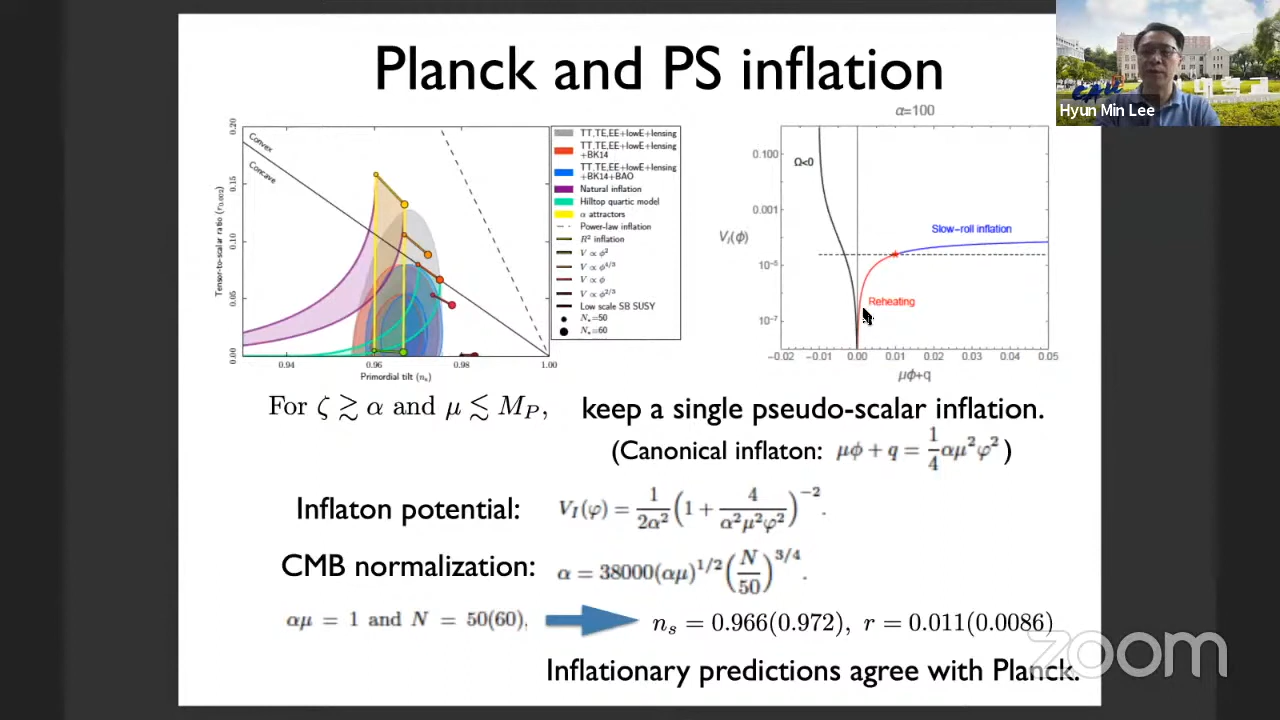 Planck and PS inflation
Hyun Min Lee
Convex
Concave
Tensor-to-scalar ratio (r0.002)
0.20
0.15
0.10
0.05
0.00
0.94
0.96
0.98
1.00
Primordial tilt (ns)
TT,TE,EE+lowE+lensing
TT,TE,EE+lowE+lensing
+BK14
TT,TE,EE+lowE+lensing
+BK14+BAO
Natural inflation
Hilltop quartic model
α attractors
Power-law inflation
R² inflation
V ∝ φ²
V ∝ φ^{4/3}
V ∝ φ
V ∝ φ^{2/3}
Low scale SB SUSY
N*=50
N*=60
α=100
Ω<0
Slow-roll inflation
Reheating
V_I(ϕ)
0.100
0.001
10⁻⁵
10⁻⁷
−0.02 −0.01 0.00 0.01 0.02 0.03 0.04 0.05
μϕ+q
For ζ ≳ α and μ ≲ M_P, keep a single pseudo-scalar inflation.
(Canonical inflaton: μϕ + q = 1/4 αμ²φ² )
Inflaton potential: V_I(φ) = 1/(2α²) (1 + 4/(α²μ²φ²))^{−2}.
CMB normalization: α = 38000(αμ)^{1/2} (N/50)^{3/4}.
αμ = 1 and N = 50(60), n_s = 0.966(0.972), r = 0.011(0.0086)
Inflationary predictions agree with Planck.
zoom